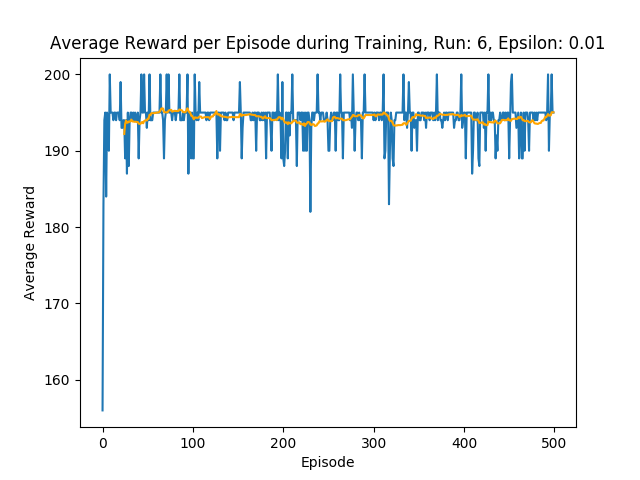 Average Reward per Episode during Training, Run: 6, Epsilon: 0.01
200
190
180
170
160
Average Reward
0 100 200 300 400 500
Episode